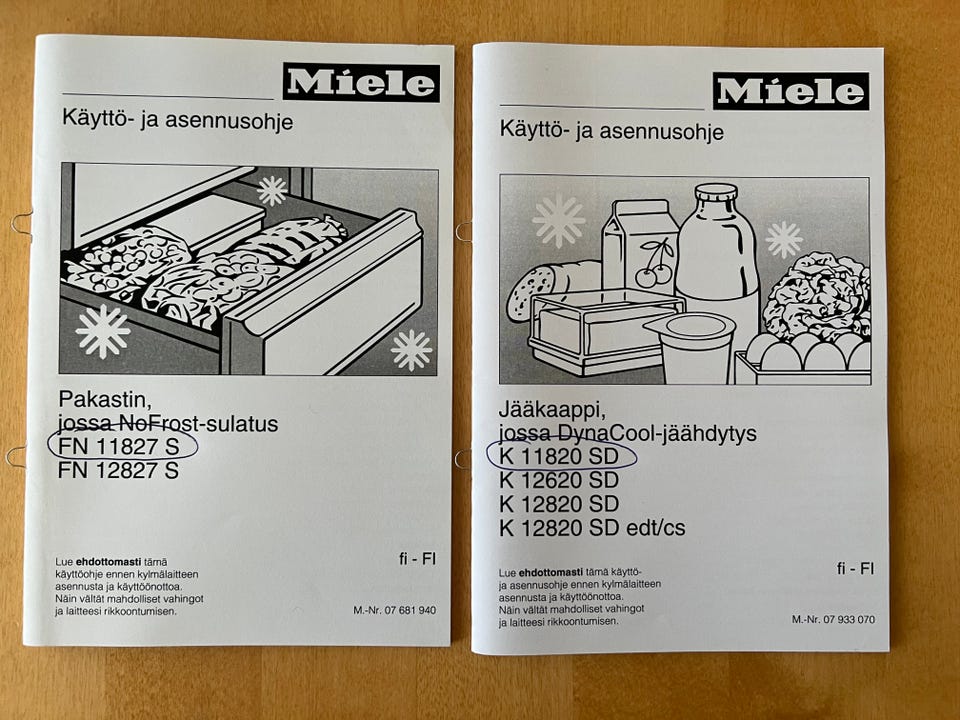 Miele
Käyttö- ja asennusohje
Pakastin,
jossa NoFrost-sulatus
FN 11827 S
FN 12827 S
Lue ehdottomasti tämä
käyttöohje ennen kylmälaitteen
asennusta ja käyttöönottoa.
Näin vältät mahdolliset vahingot
ja laitteesi rikkoontumisen.
fi - FI
M.-Nr. 07 681 940
Miele
Käyttö- ja asennusohje
Jääkaappi,
jossa DynaCool-jäähdytys
K 11820 SD
K 12620 SD
K 12820 SD
K 12820 SD edt/cs
Lue ehdottomasti tämä käyttö-
ja asennusohje ennen kylmälaitteen
asennusta ja käyttöönottoa.
Näin vältät mahdolliset vahingot
ja laitteesi rikkoontumisen.
fi - FI
M.-Nr. 07 933 070